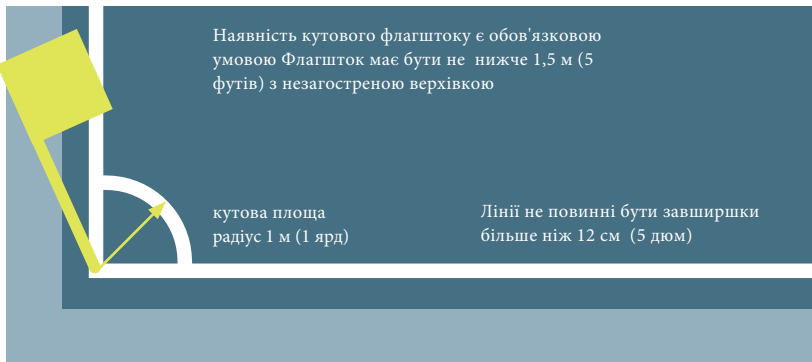 Наявність кутового флагштоку є обов'язковою
умовою Флагшток має бути не нижче 1,5 м (5
футів) з незагостреною верхівкою
кутова площа
радіус 1 м (1 ярд)
Лінії не повинні бути завширшки
більше ніж 12 см (5 дюм)